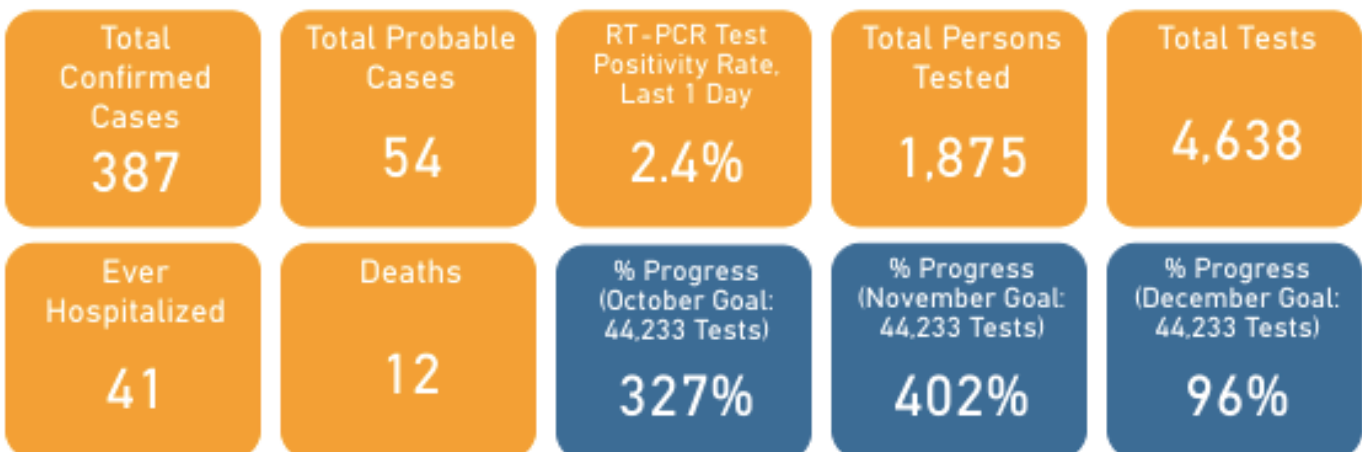 Total
Confirmed
Cases
387
Total Probable
Cases
54
RT-PCR Test
Positivity Rate,
Last 1 Day
2.4%
Total Persons
Tested
1,875
Total Tests
4,638
Ever
Hospitalized
41
Deaths
12
% Progress
(October Goal:
44,233 Tests)
327%
% Progress
(November Goal:
44,233 Tests)
402%
% Progress
(December Goal:
44,233 Tests)
96%